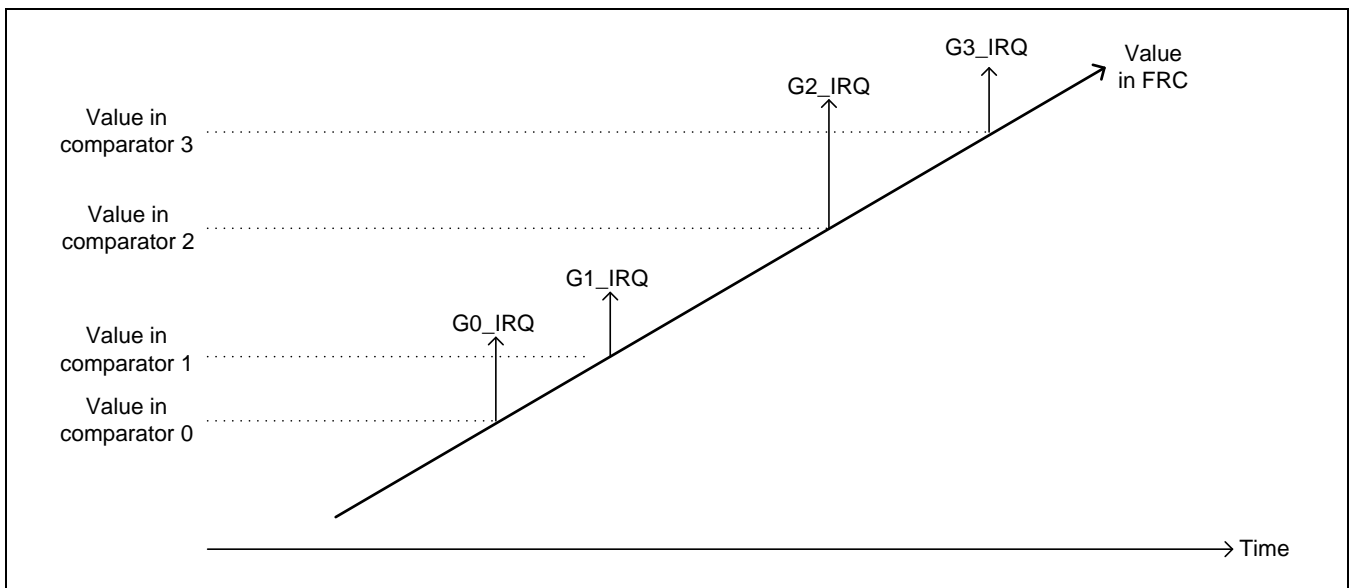 G3_IRQ
Value
in FRC
G2_IRQ
Value in
comparator 3
Value in
comparator 2
G1_IRQ
G0_IRQ
Value in
comparator 1
Value in
comparator 0
Time